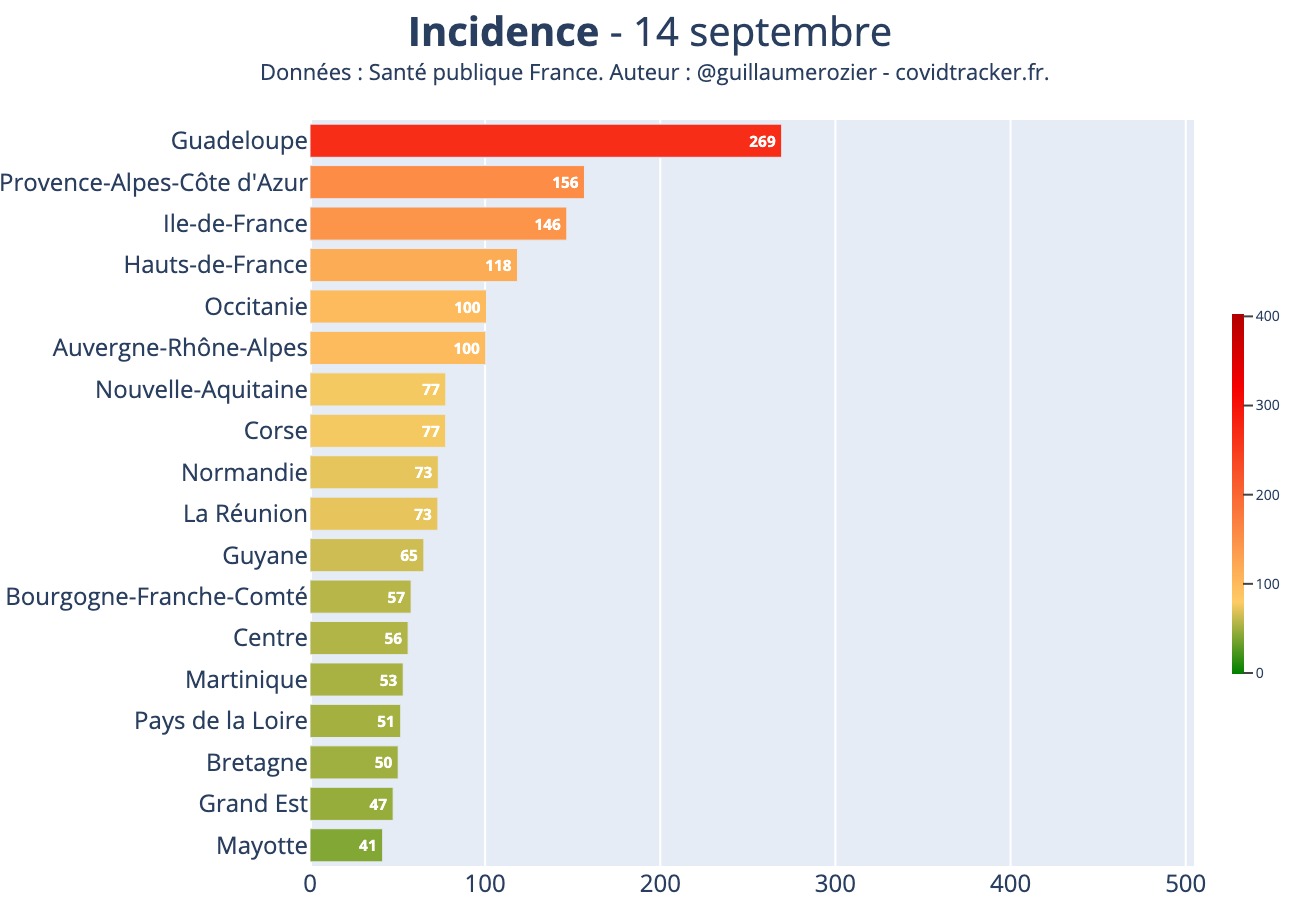 Incidence - 14 septembre
Données : Santé publique France. Auteur : @guillaumerozier - covidtracker.fr.
Guadeloupe 269
Provence-Alpes-Côte d'Azur 156
Ile-de-France 146
Hauts-de-France 118
Occitanie 100
Auvergne-Rhône-Alpes 100
Nouvelle-Aquitaine 77
Corse 77
Normandie 73
La Réunion 73
Guyane 65
Bourgogne-Franche-Comté 57
Centre 56
Martinique 53
Pays de la Loire 51
Bretagne 50
Grand Est 47
Mayotte 41
0 100 200 300 400 500
400
300
200
100
0